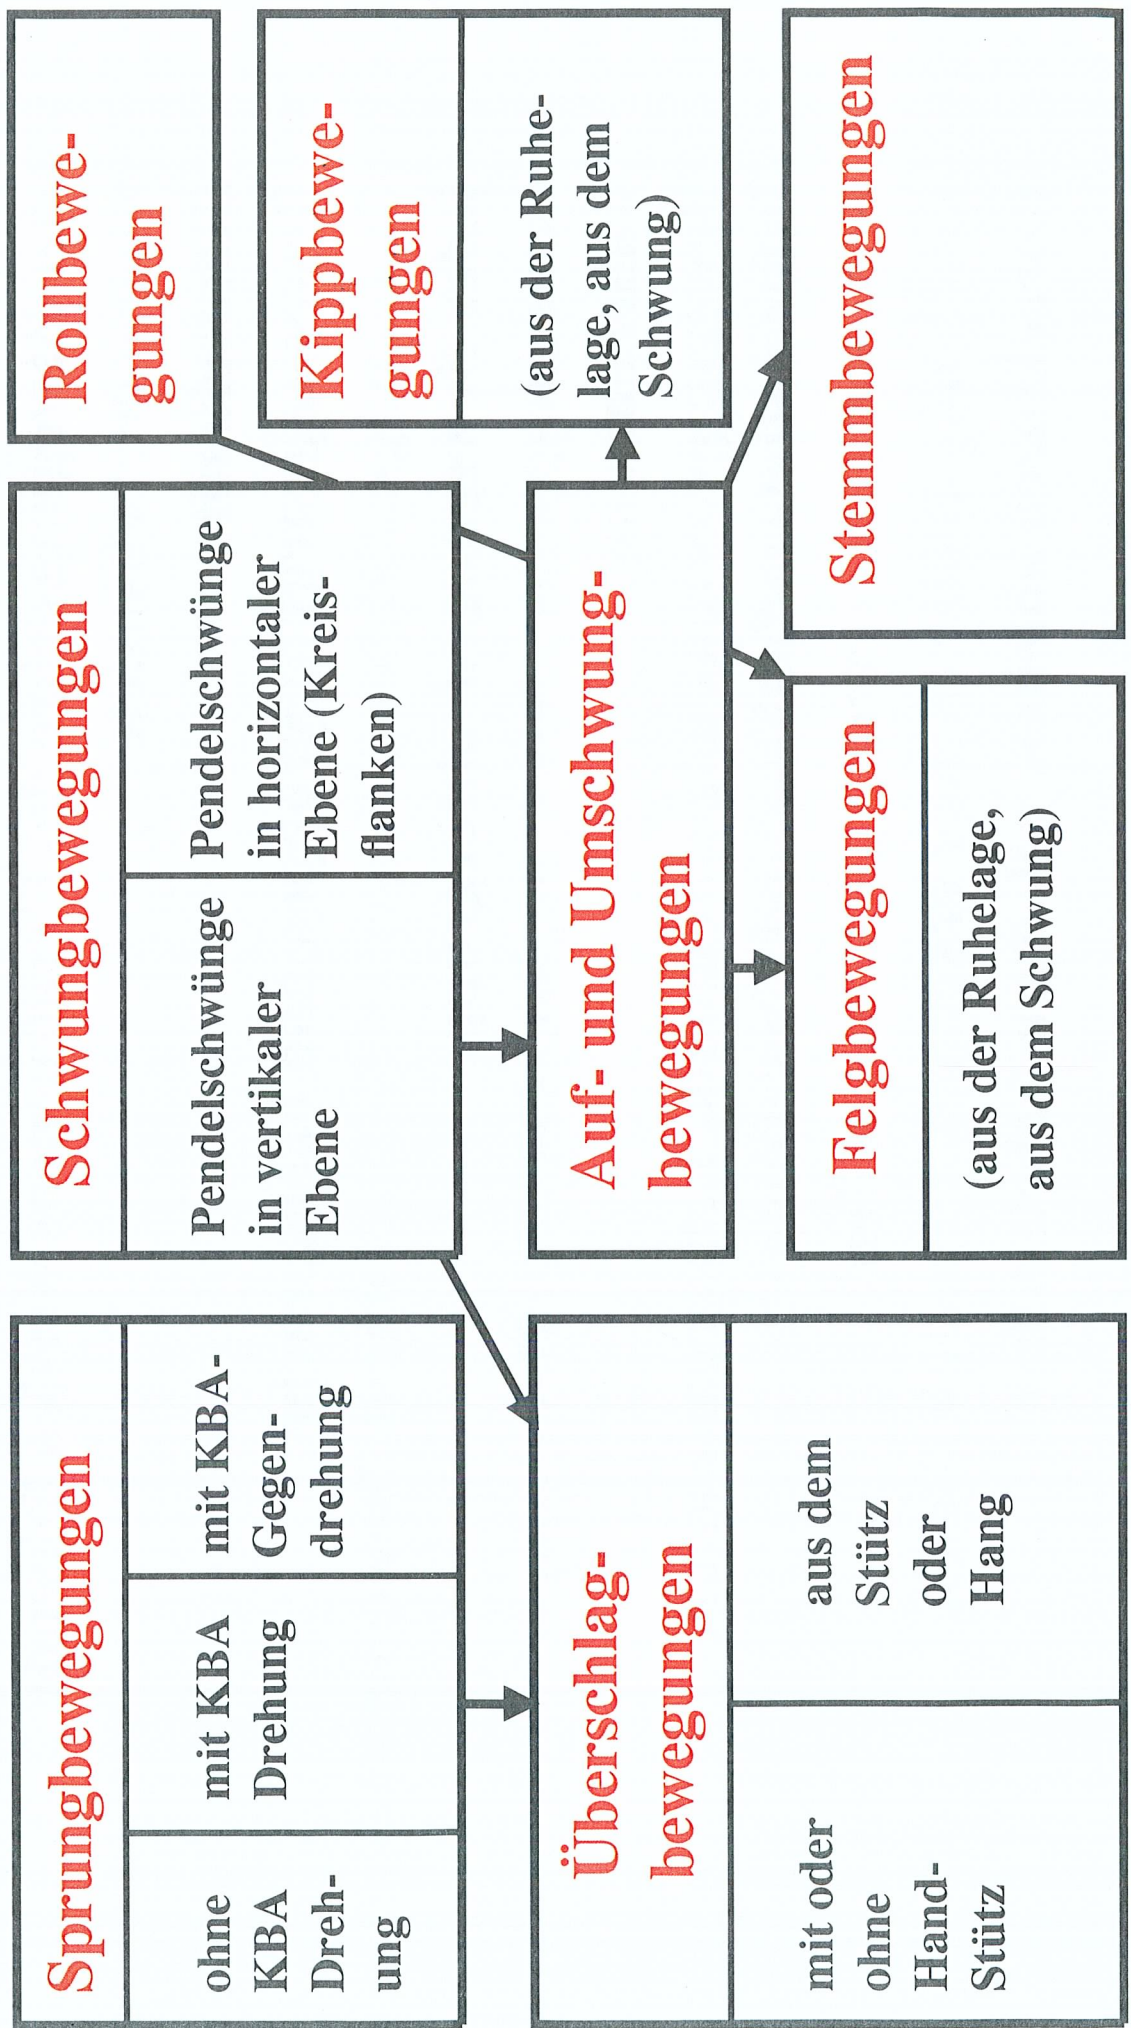 Sprungbewegungen
ohne
KBA
Dreh-
ung
mit KBA
Drehung
mit KBA-
Gegen-
drehung
Schwungbewegungen
Pendelschwünge
in vertikaler
Ebene
Pendelschwünge
in horizontaler
Ebene (Kreis-
flanken)
Rollbewe-
gungen
Kippbewe-
gungen
(aus der Ruhe-
lage, aus dem
Schwung)
Überschlag-
bewegungen
mit oder
ohne
Hand-
Stütz
aus dem
Stütz
oder
Hang
Auf- und Umschwung-
bewegungen
Felgbewegungen
(aus der Ruhelage,
aus dem Schwung)
Stemmbewegungen